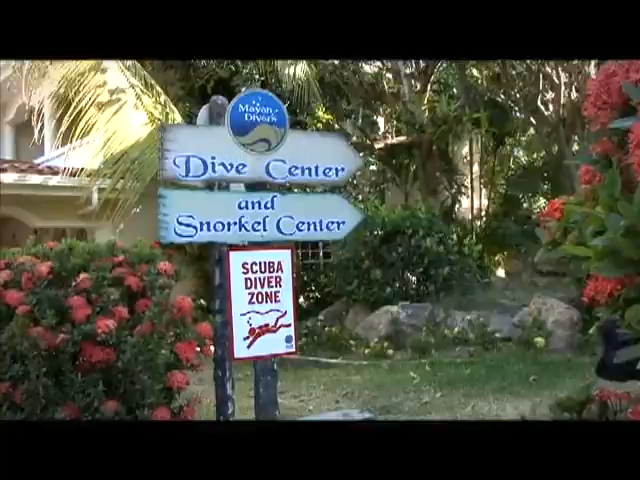 Mayan
Divers
Dive Center
and
Snorkel Center
SCUBA
DIVER
ZONE